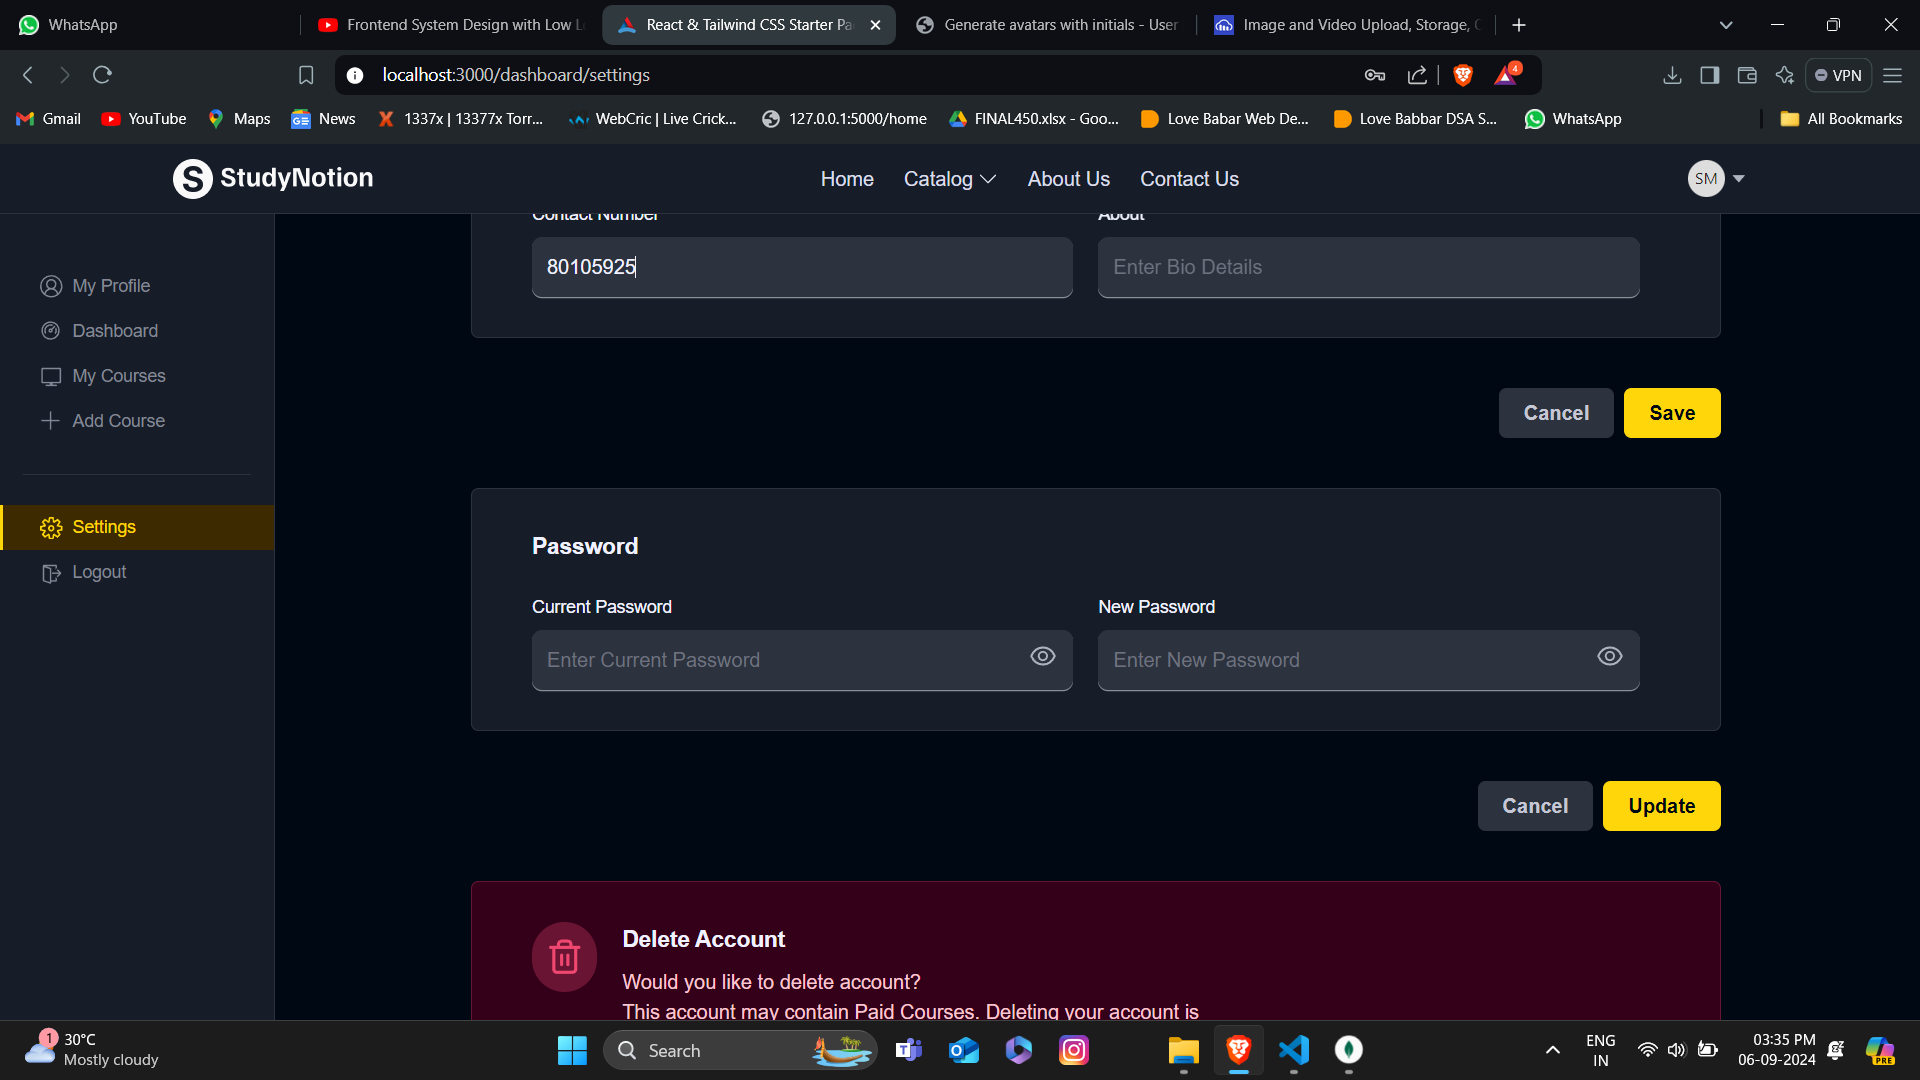 WhatsApp
Frontend System Design with Low L
React & Tailwind CSS Starter Pa
Generate avatars with initials - User
Image and Video Upload, Storage,
localhost:3000/dashboard/settings
4
VPN
Gmail
YouTube
Maps
News
1337x | 13377x Torr...
WebCric | Live Crick...
127.0.0.1:5000/home
FINAL450.xlsx - Goo...
Love Babar Web De...
Love Babbar DSA S...
WhatsApp
All Bookmarks
StudyNotion
Home
Catalog
About Us
Contact Us
SM
My Profile
Dashboard
My Courses
Add Course
Settings
Logout
Contact Number
About
80105925
Enter Bio Details
Cancel
Save
Password
Current Password
New Password
Enter Current Password
Enter New Password
Cancel
Update
Delete Account
Would you like to delete account?
This account may contain Paid Courses. Deleting your account is
1
30°C
Mostly cloudy
Search
ENG
IN
03:35 PM
06-09-2024
PRE